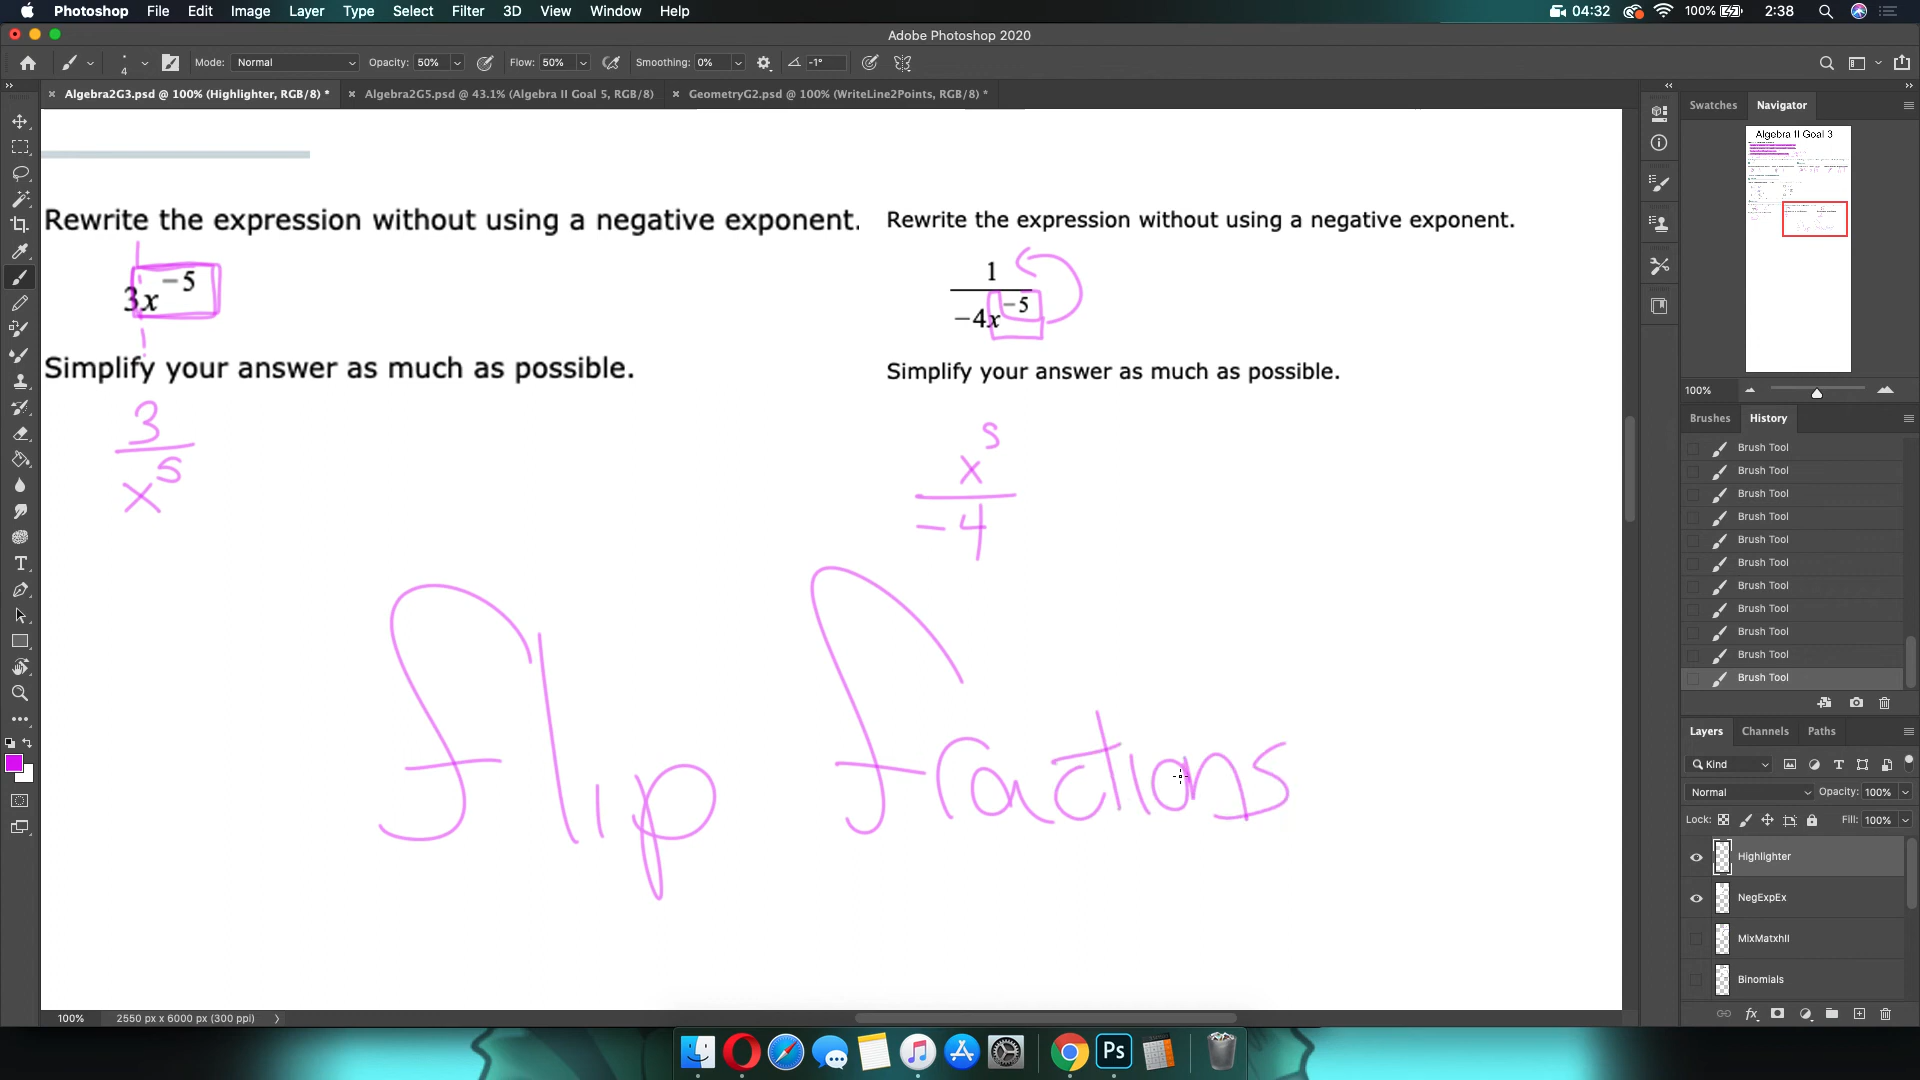 Photoshop File Edit Image Layer Type Select Filter 3D View Window Help 04:32 100% 2:38
Adobe Photoshop 2020
4 Mode: Normal Opacity: 50% Flow: 50% Smoothing: 0% -1°
Algebra2G3.psd @ 100% (Highlighter, RGB/8) * Algebra2G5.psd @ 43.1% (Algebra II Goal 5, RGB/8) GeometryG2.psd @ 100% (WriteLine2Points, RGB/8) *
Rewrite the expression without using a negative exponent.
3x^-5
Simplify your answer as much as possible.
3
x^5
Rewrite the expression without using a negative exponent.
1
-4x^-5
Simplify your answer as much as possible.
x^5
-4
flip fractions
100% 2550 px x 6000 px (300 ppi)
Swatches Navigator
Algebra II Goal 3
100%
Brushes History
Brush Tool
Brush Tool
Brush Tool
Brush Tool
Brush Tool
Brush Tool
Brush Tool
Brush Tool
Brush Tool
Brush Tool
Brush Tool
Layers Channels Paths
Kind
Normal Opacity: 100%
Lock: Fill: 100%
Highlighter
NegExpEx
MixMatxhII
Binomials
fx
Ps